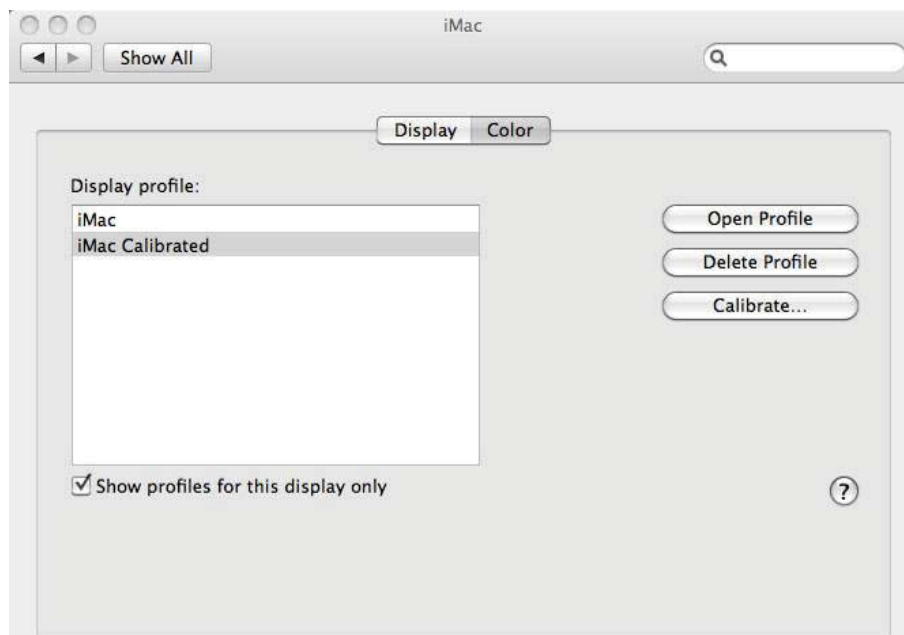 iMac
Show All
Display Color
Display profile:
iMac
iMac Calibrated
Open Profile
Delete Profile
Calibrate...
Show profiles for this display only
?